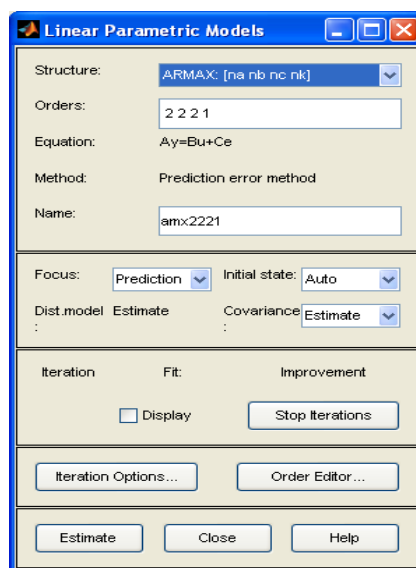 Linear Parametric Models
Structure: ARMAX: [na nb nc nk]
Orders: 2 2 2 1
Equation: Ay=Bu+Ce
Method: Prediction error method
Name: amx2221
Focus: Prediction Initial state: Auto
Dist.model Estimate Covariance Estimate
: :
Iteration Fit: Improvement
Display Stop Iterations
Iteration Options... Order Editor...
Estimate Close Help